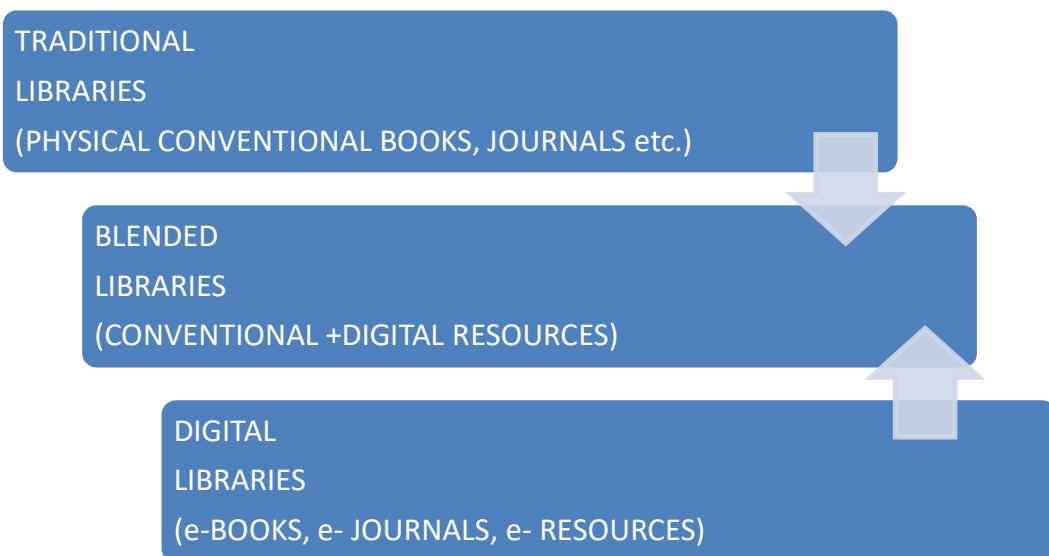 TRADITIONAL
LIBRARIES
(PHYSICAL CONVENTIONAL BOOKS, JOURNALS etc.)
BLENDED
LIBRARIES
(CONVENTIONAL +DIGITAL RESOURCES)
DIGITAL
LIBRARIES
(e-BOOKS, e- JOURNALS, e- RESOURCES)